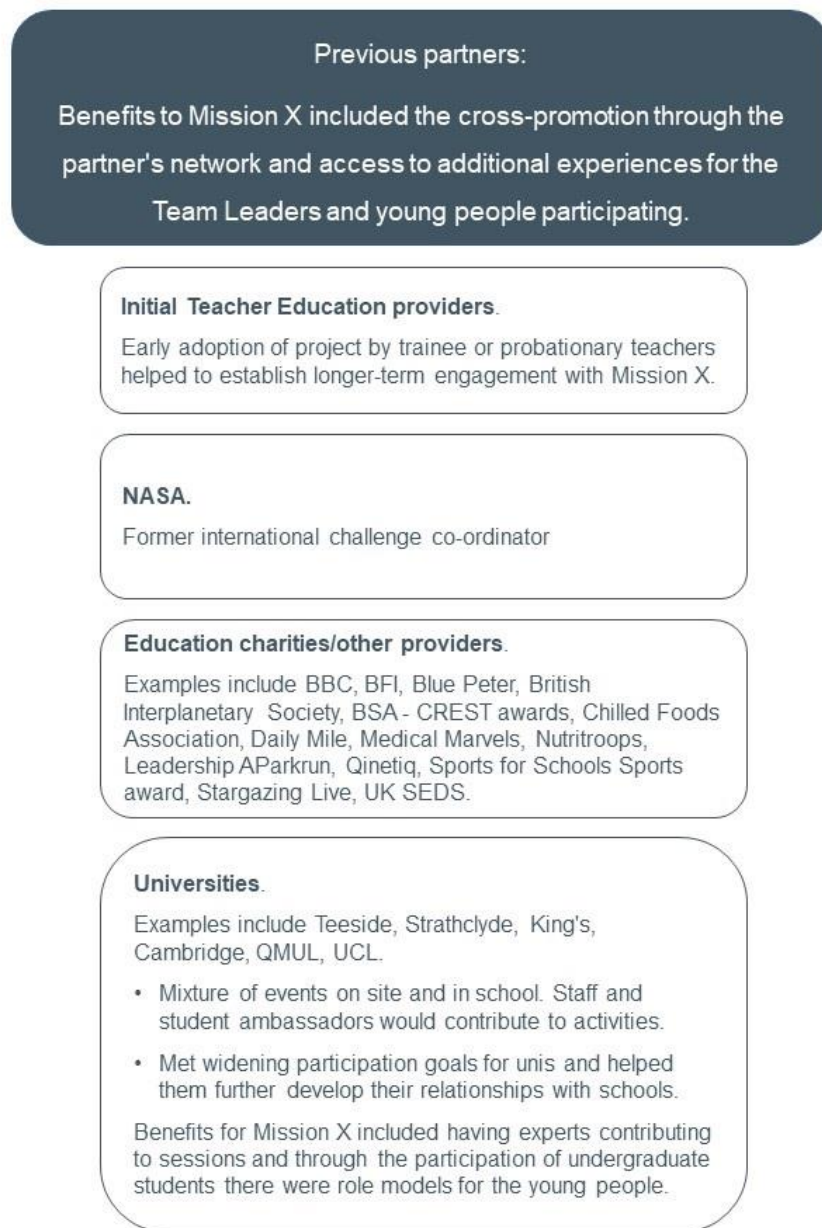 Previous partners:
Benefits to Mission X included the cross-promotion through the
partner's network and access to additional experiences for the
Team Leaders and young people participating.
Initial Teacher Education providers.
Early adoption of project by trainee or probationary teachers
helped to establish longer-term engagement with Mission X.
NASA.
Former international challenge co-ordinator
Education charities/other providers.
Examples include BBC, BFI, Blue Peter, British
Interplanetary Society, BSA - CREST awards, Chilled Foods
Association, Daily Mile, Medical Marvels, Nutritroops,
Leadership AParkrun, Qinetiq, Sports for Schools Sports
award, Stargazing Live, UK SEDS.
Universities.
Examples include Teeside, Strathclyde, King's,
Cambridge, QMUL, UCL.
• Mixture of events on site and in school. Staff and
student ambassadors would contribute to activities.
• Met widening participation goals for unis and helped
them further develop their relationships with schools.
Benefits for Mission X included having experts contributing
to sessions and through the participation of undergraduate
students there were role models for the young people.